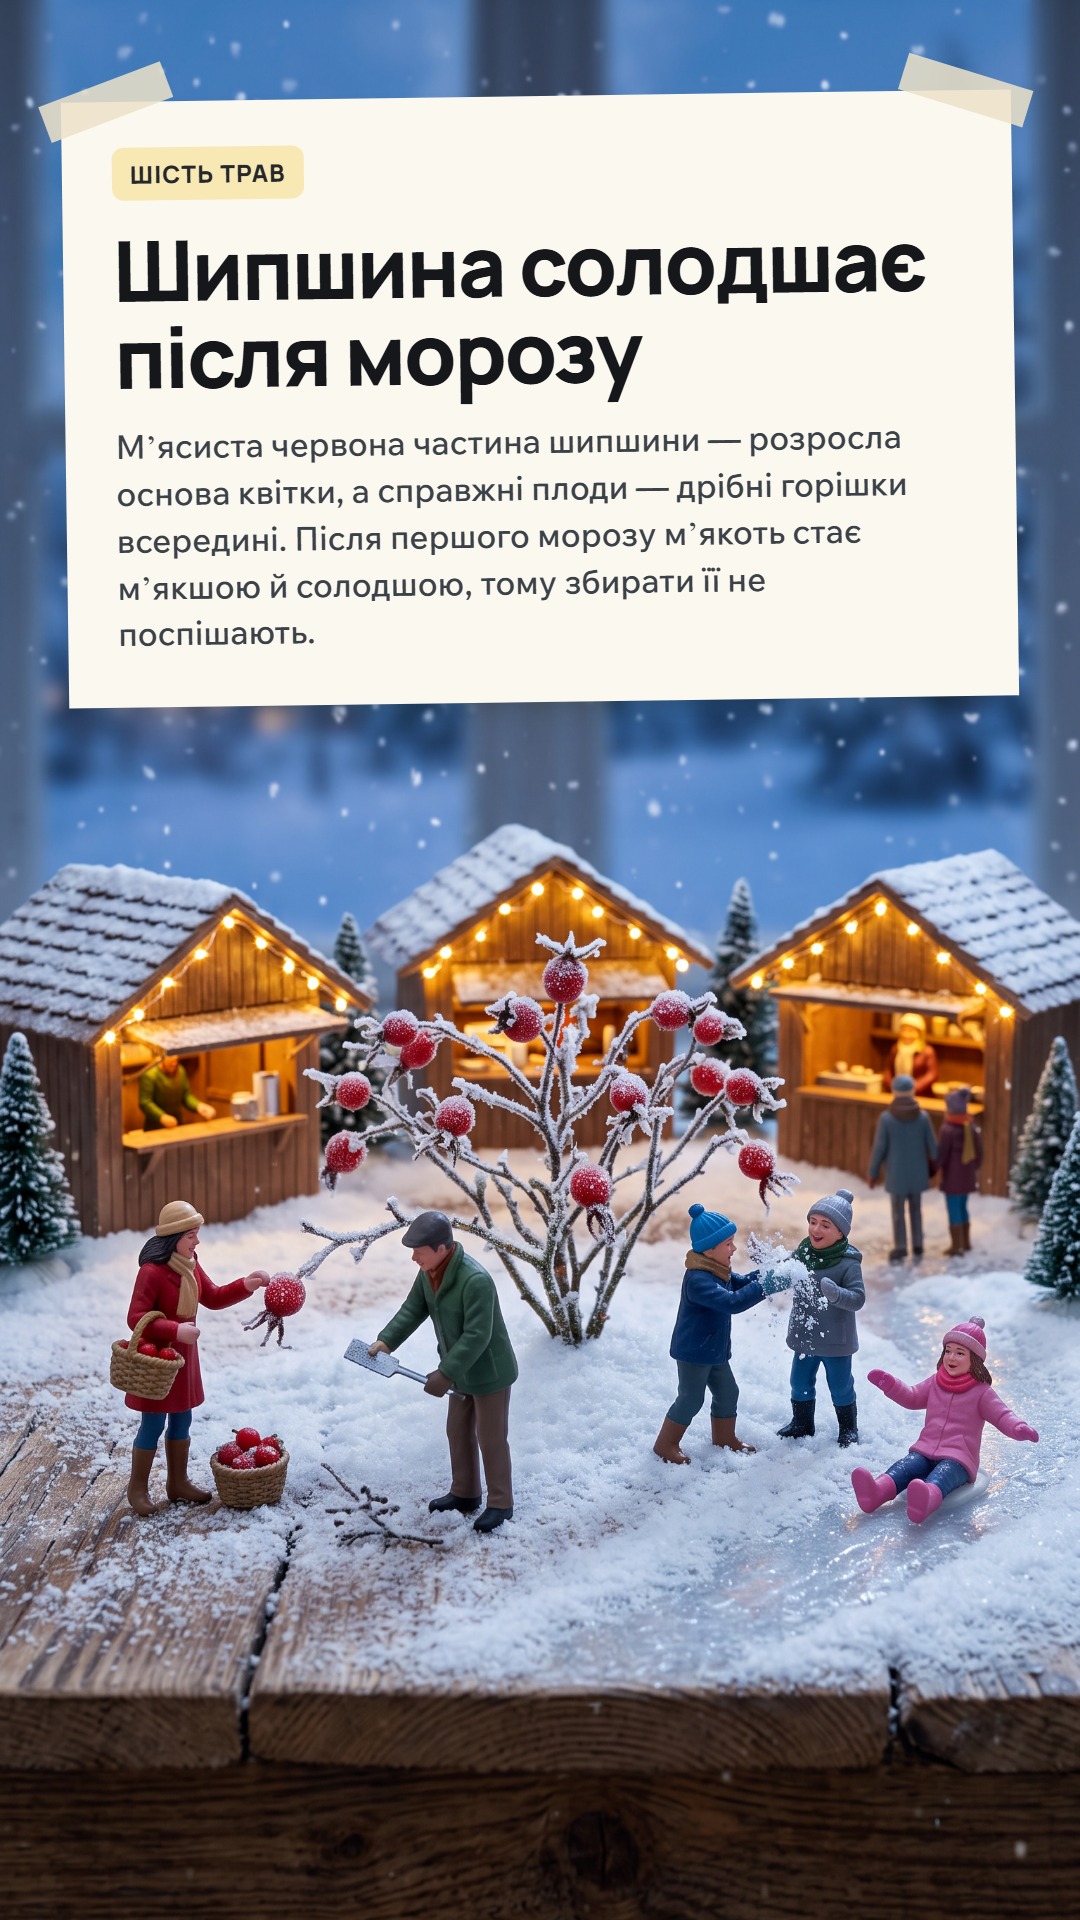 ШІСТЬ ТРАВ
Шипшина солодшає
після морозу
М’ясиста червона частина шипшини — розросла
основа квітки, а справжні плоди — дрібні горішки
всередині. Після першого морозу м’якоть стає
м’якшою й солодшою, тому збирати її не
поспішають.